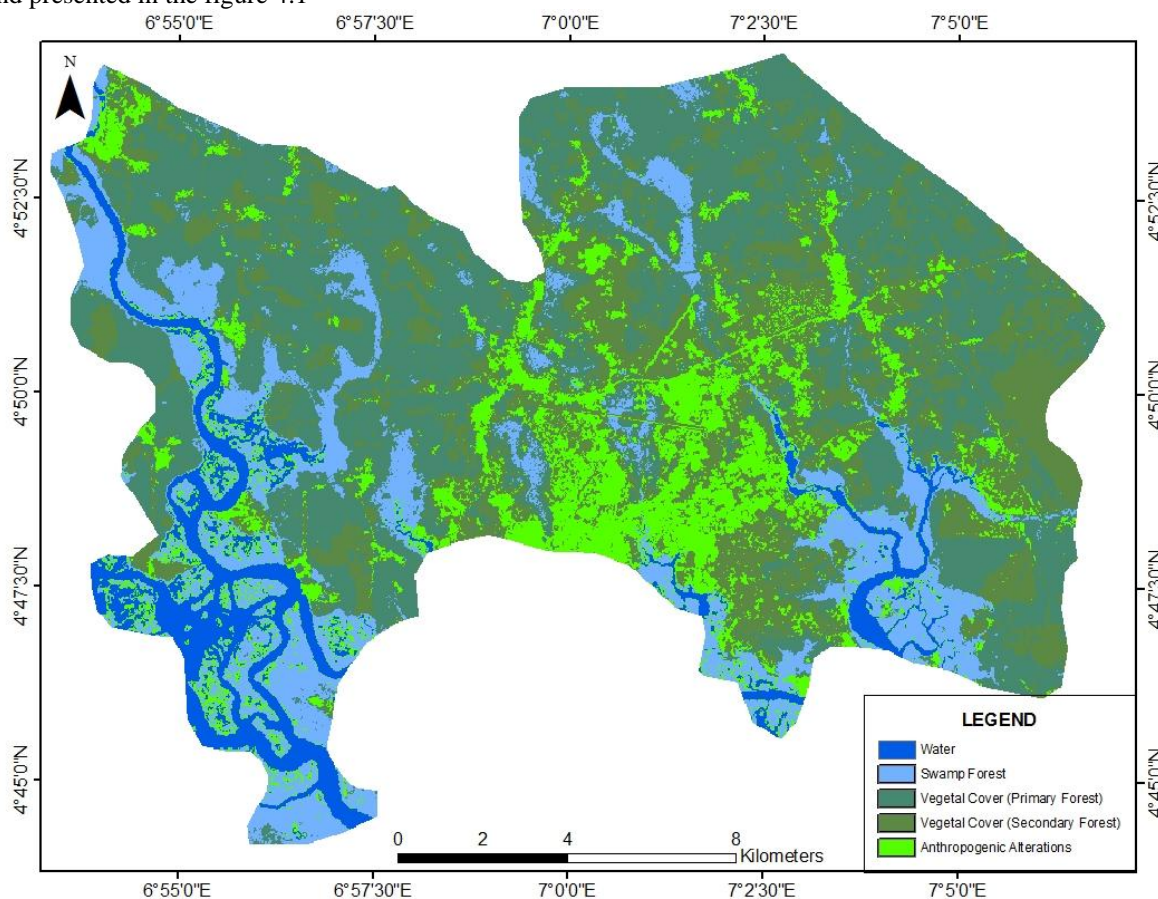 nd presented in the figure 4.1
6°55'0"E 6°57'30"E 7°0'0"E 7°2'30"E 7°5'0"E
N
4°52'30"N 4°52'30"N
4°50'0"N 4°50'0"N
4°47'30"N 4°47'30"N
4°45'0"N 4°45'0"N
LEGEND
Water
Swamp Forest
Vegetal Cover (Primary Forest)
Vegetal Cover (Secondary Forest)
Anthropogenic Alterations
0 2 4 8
Kilometers
6°55'0"E 6°57'30"E 7°0'0"E 7°2'30"E 7°5'0"E